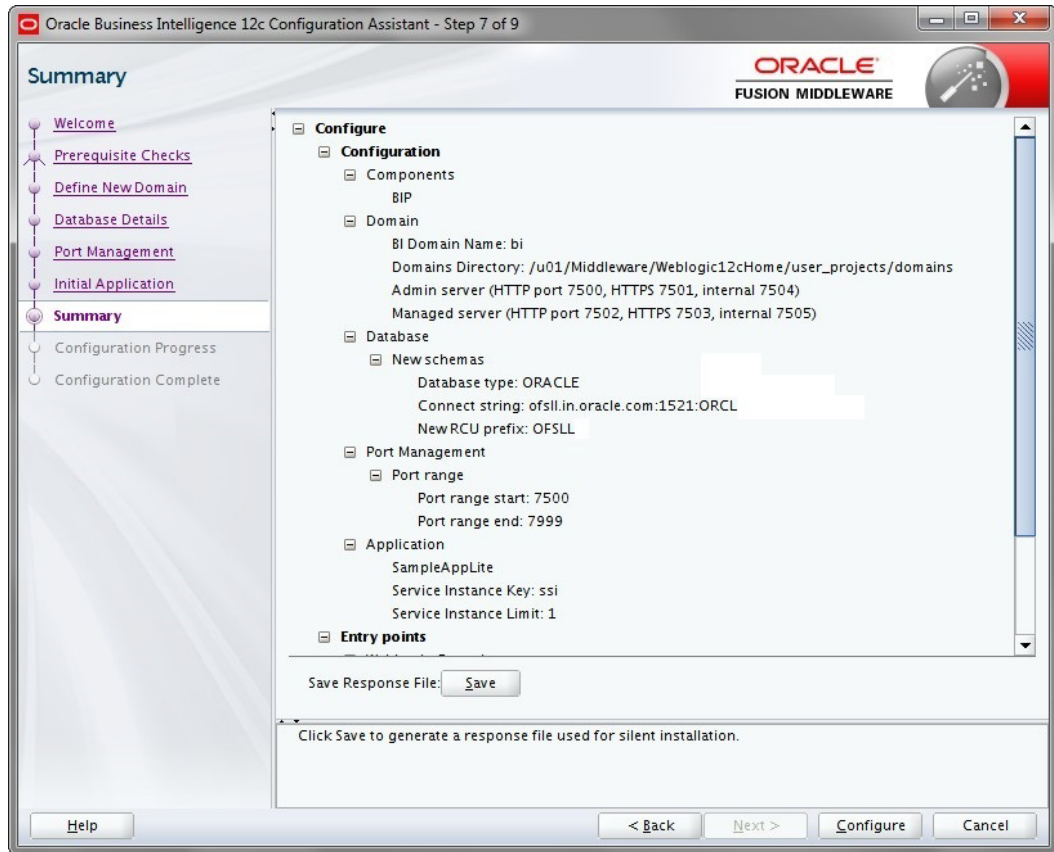 Oracle Business Intelligence 12c Configuration Assistant - Step 7 of 9
Summary
ORACLE
FUSION MIDDLEWARE
Welcome
Prerequisite Checks
Define New Domain
Database Details
Port Management
Initial Application
Summary
Configuration Progress
Configuration Complete
Configure
Configuration
Components
BIP
Domain
BI Domain Name: bi
Domains Directory: /u01/Middleware/Weblogic12cHome/user_projects/domains
Admin server (HTTP port 7500, HTTPS 7501, internal 7504)
Managed server (HTTP port 7502, HTTPS 7503, internal 7505)
Database
New schemas
Database type: ORACLE
Connect string: ofsll.in.oracle.com:1521:ORCL
New RCU prefix: OFSLL
Port Management
Port range
Port range start: 7500
Port range end: 7999
Application
SampleAppLite
Service Instance Key: ssi
Service Instance Limit: 1
Entry points
Save Response File: Save
Click Save to generate a response file used for silent installation.
Help
< Back
Next >
Configure
Cancel